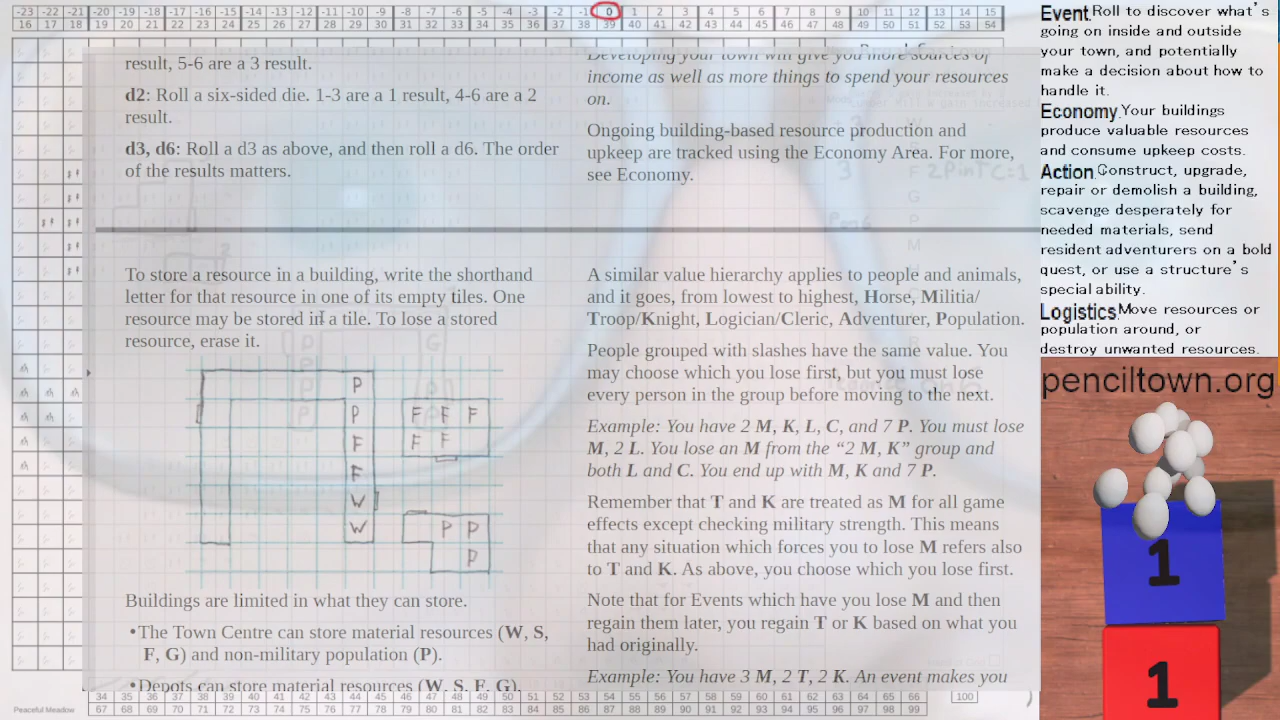 -23 -22 -21 -20 -19 -18 -17 -16 -15 -14 -13 -12 -11 -10 -9 -8 -7 -6 -5 -4 -3 -2 -1 0 1 2 3 4 5 6 7 8 9 10 11 12 13 14 15
16 17 18 19 20 21 22 23 24 25 26 27 28 29 30 31 32 33 34 35 36 37 38 39 40 41 42 43 44 45 46 47 48 49 50 51 52 53 54
result, 5-6 are a 3 result.
d2: Roll a six-sided die. 1-3 are a 1 result, 4-6 are a 2
result.
d3, d6: Roll a d3 as above, and then roll a d6. The order
of the results matters.
Developing your town will give you more sources of
income as well as more things to spend your resources
on.
Ongoing building-based resource production and
upkeep are tracked using the Economy Area. For more,
see Economy.
To store a resource in a building, write the shorthand
letter for that resource in one of its empty tiles. One
resource may be stored in a tile. To lose a stored
resource, erase it.
P
P F F F
F F F
F
W
W P P
P
Buildings are limited in what they can store.
•The Town Centre can store material resources (W, S,
F, G) and non-military population (P).
•Depots can store material resources (W, S, F, G).
A similar value hierarchy applies to people and animals,
and it goes, from lowest to highest, Horse, Militia/
Troop/Knight, Logician/Cleric, Adventurer, Population.
People grouped with slashes have the same value. You
may choose which you lose first, but you must lose
every person in the group before moving to the next.
Example: You have 2 M, K, L, C, and 7 P. You must lose
M, 2 L. You lose an M from the “2 M, K” group and
both L and C. You end up with M, K and 7 P.
Remember that T and K are treated as M for all game
effects except checking military strength. This means
that any situation which forces you to lose M refers also
to T and K. As above, you choose which you lose first.
Note that for Events which have you lose M and then
regain them later, you regain T or K based on what you
had originally.
Example: You have 3 M, 2 T, 2 K. An event makes you
Peaceful Meadow
34 35 36 37 38 39 40 41 42 43 44 45 46 47 48 49 50 51 52 53 54 55 56 57 58 59 60 61 62 63 64 65 66 100
67 68 69 70 71 72 73 74 75 76 77 78 79 80 81 82 83 84 85 86 87 88 89 90 91 92 93 94 95 96 97 98 99
Event Roll to discover what's
going on inside and outside
your town, and potentially
make a decision about how to
handle it.
Economy Your buildings
produce valuable resources
and consume upkeep costs.
Action Construct, upgrade,
repair or demolish a building,
scavenge desperately for
needed materials, send
resident adventurers on a bold
quest, or use a structure's
special ability.
Logistics Move resources or
population around, or
destroy unwanted resources.
penciltown.org
1
1